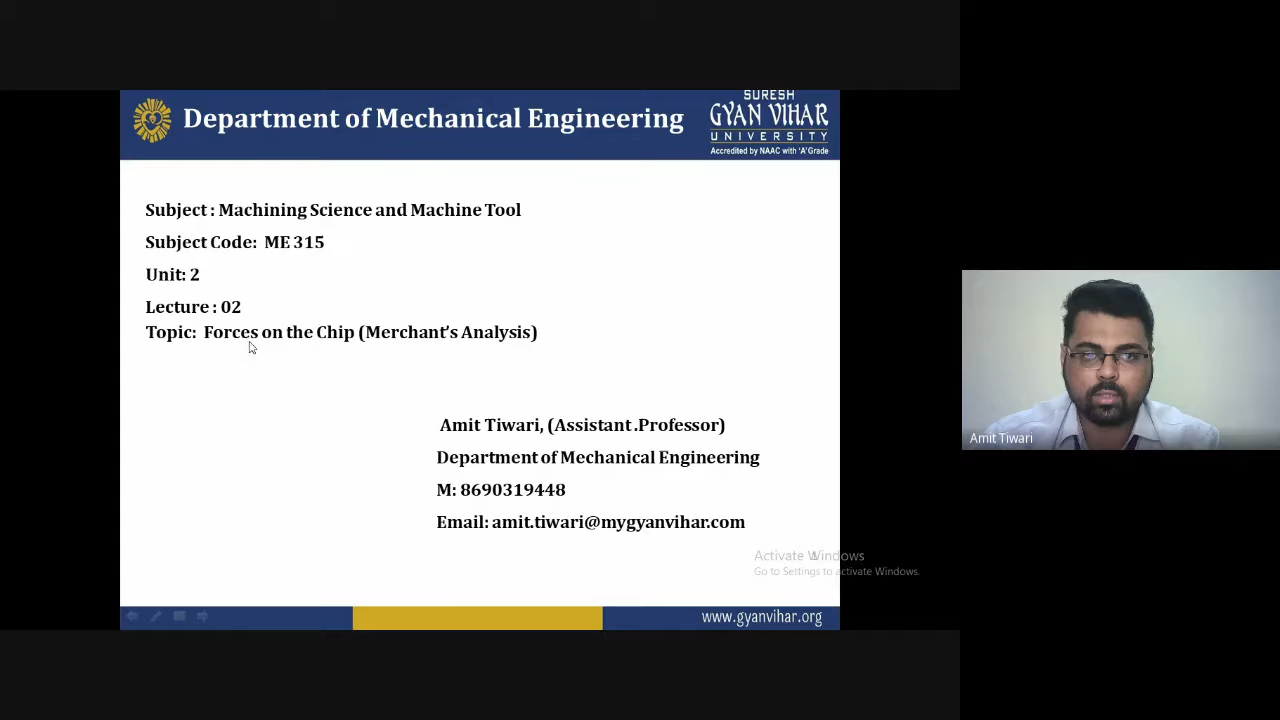 Department of Mechanical Engineering
SURESH
GYAN VIHAR
UNIVERSITY
Accredited by NAAC with 'A' Grade
Subject : Machining Science and Machine Tool
Subject Code: ME 315
Unit: 2
Lecture : 02
Topic: Forces on the Chip (Merchant's Analysis)
Amit Tiwari, (Assistant .Professor)
Department of Mechanical Engineering
M: 8690319448
Email: amit.tiwari@mygyanvihar.com
Amit Tiwari
Activate Windows
Go to Settings to activate Windows.
www.gyanvihar.org